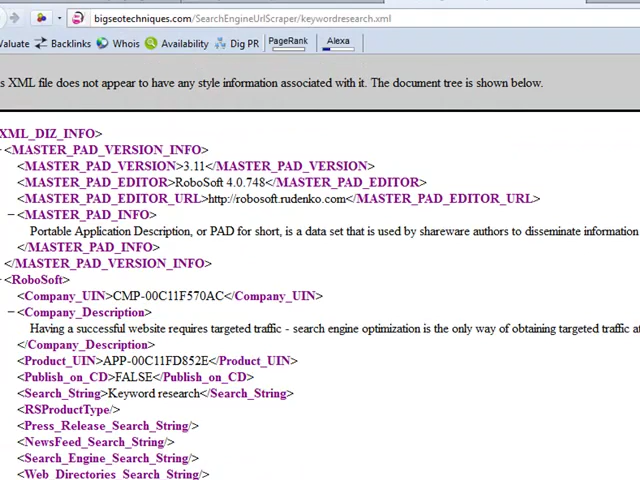 bigseotechniques.com/SearchEngineUrlScraper/keywordresearch.xml
Valuate Backlinks Whois Availability Dig PR PageRank Alexa
s XML file does not appear to have any style information associated with it. The document tree is shown below.
XML_DIZ_INFO>
<MASTER_PAD_VERSION_INFO>
<MASTER_PAD_VERSION>3.11</MASTER_PAD_VERSION>
<MASTER_PAD_EDITOR>RoboSoft 4.0.748</MASTER_PAD_EDITOR>
<MASTER_PAD_EDITOR_URL>http://robosoft.rudenko.com</MASTER_PAD_EDITOR_URL>
−<MASTER_PAD_INFO>
Portable Application Description, or PAD for short, is a data set that is used by shareware authors to disseminate information
</MASTER_PAD_INFO>
</MASTER_PAD_VERSION_INFO>
−<RoboSoft>
<Company_UIN>CMP-00C11F570AC</Company_UIN>
−<Company_Description>
Having a successful website requires targeted traffic - search engine optimization is the only way of obtaining targeted traffic at
</Company_Description>
<Product_UIN>APP-00C11FD852E</Product_UIN>
<Publish_on_CD>FALSE</Publish_on_CD>
<Search_String>Keyword research</Search_String>
<RSProductType/>
<Press_Release_Search_String/>
<NewsFeed_Search_String/>
<Search_Engine_Search_String/>
<Web_Directories_Search_String/>